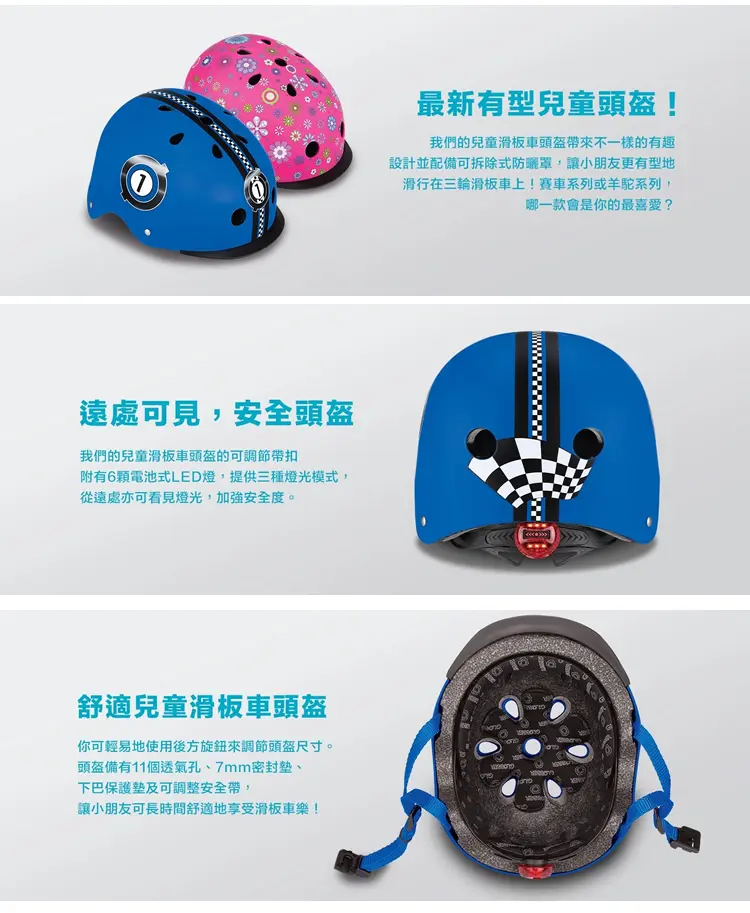 最新有型兒童頭盔！
我們的兒童滑板車頭盔帶來不一樣的有趣
設計並配備可拆除式防曬罩，讓小朋友更有型地
滑行在三輪滑板車上！賽車系列或羊駝系列，
哪一款會是你的最喜愛？
1
1
遠處可見，安全頭盔
我們的兒童滑板車頭盔的可調節帶扣
附有6顆電池式LED燈，提供三種燈光模式，
從遠處亦可看見燈光，加強安全度。
舒適兒童滑板車頭盔
你可輕易地使用後方旋鈕來調節頭盔尺寸。
頭盔備有11個透氣孔、7mm密封墊、
下巴保護墊及可調整安全帶，
讓小朋友可長時間舒適地享受滑板車樂！
GLOBBER